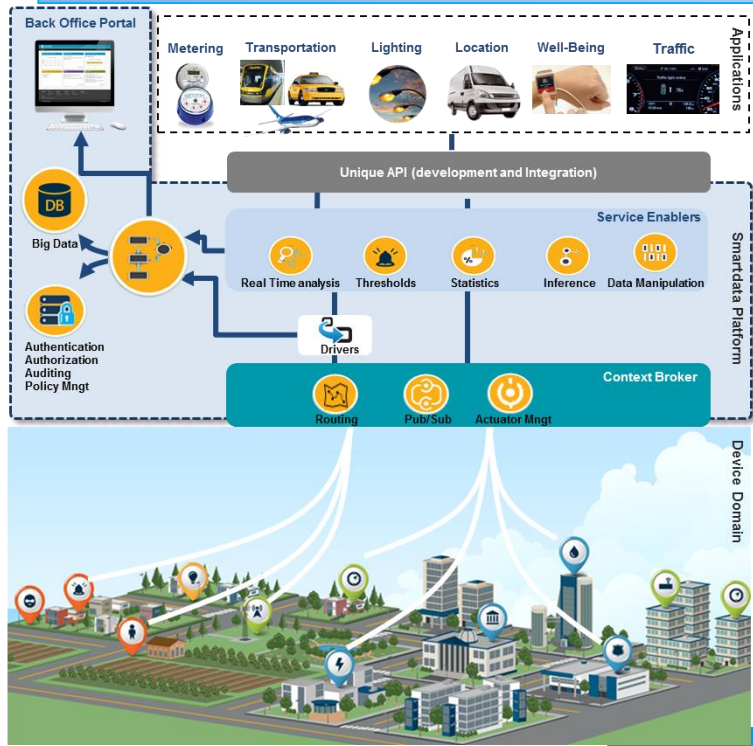 Back Office Portal
Metering
Transportation
Lighting
Location
Well-Being
Traffic
Applications
Unique API (development and Integration)
Service Enablers
DB
Big Data
Real Time analysis
Thresholds
%
Statistics
Inference
Data Manipulation
Smartdata Platform
Drivers
Authentication
Authorization
Auditing
Policy Mngt
Context Broker
Routing
Pub/Sub
Actuator Mngt
Device Domain